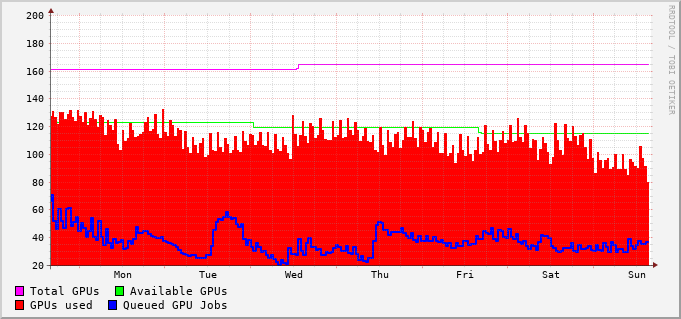 RRDTOOL / TOBI OETIKER
200
180
160
140
120
100
80
60
40
20
Mon Tue Wed Thu Fri Sat Sun
Total GPUs Available GPUs
GPUs used Queued GPU Jobs